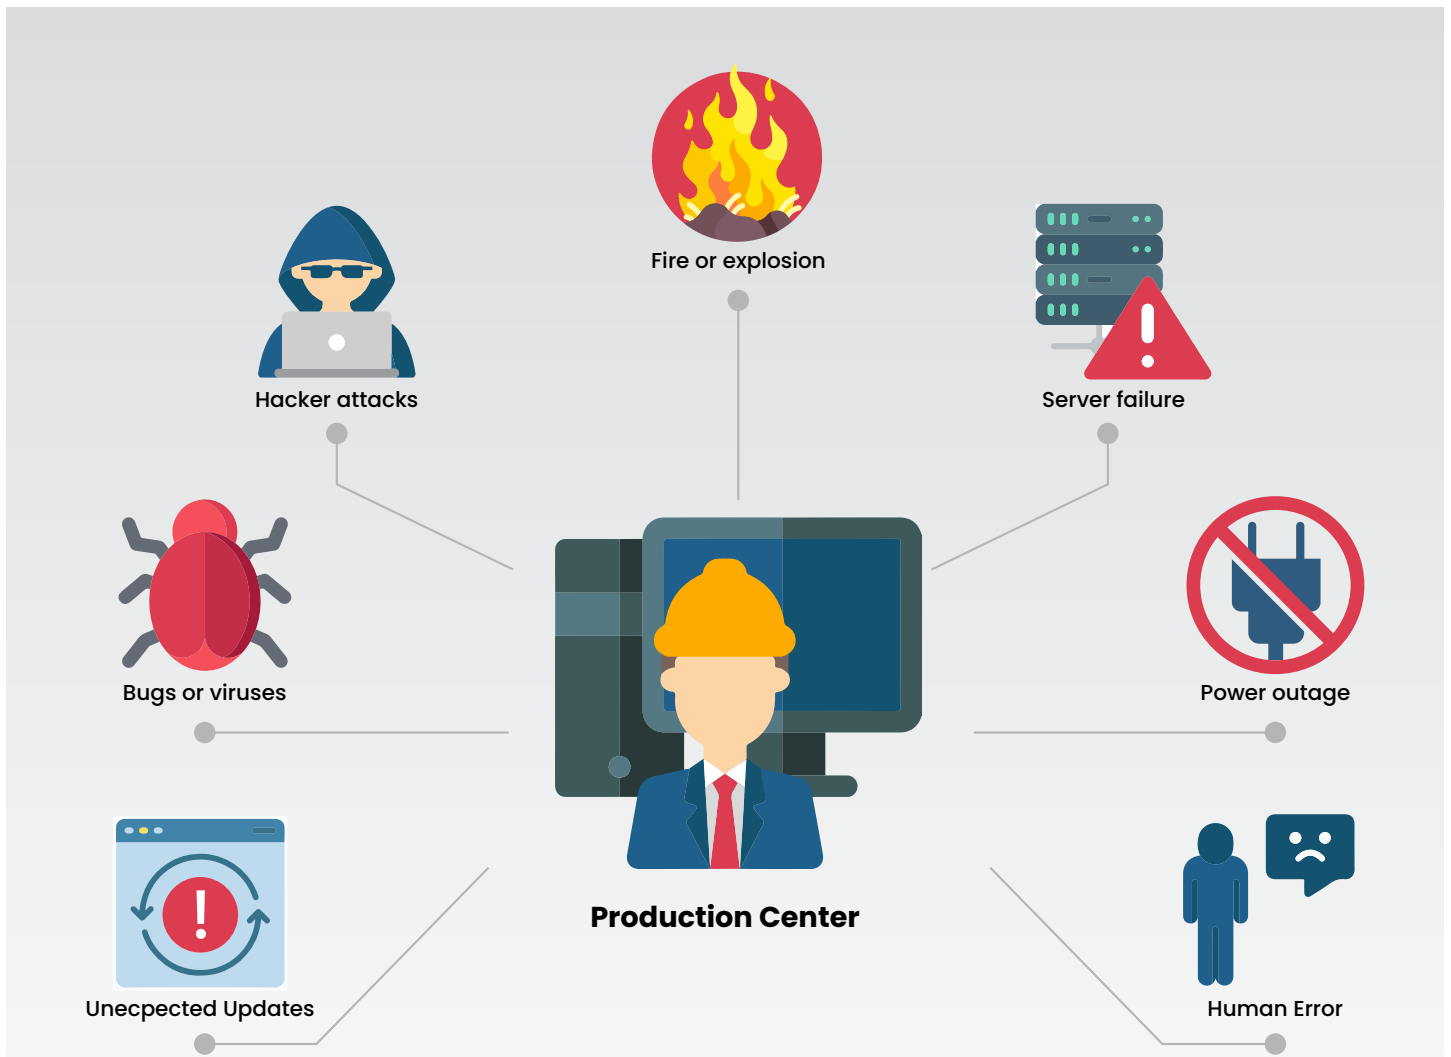 Fire or explosion
Hacker attacks
Server failure
Bugs or viruses
Power outage
Production Center
Unecpected Updates
Human Error